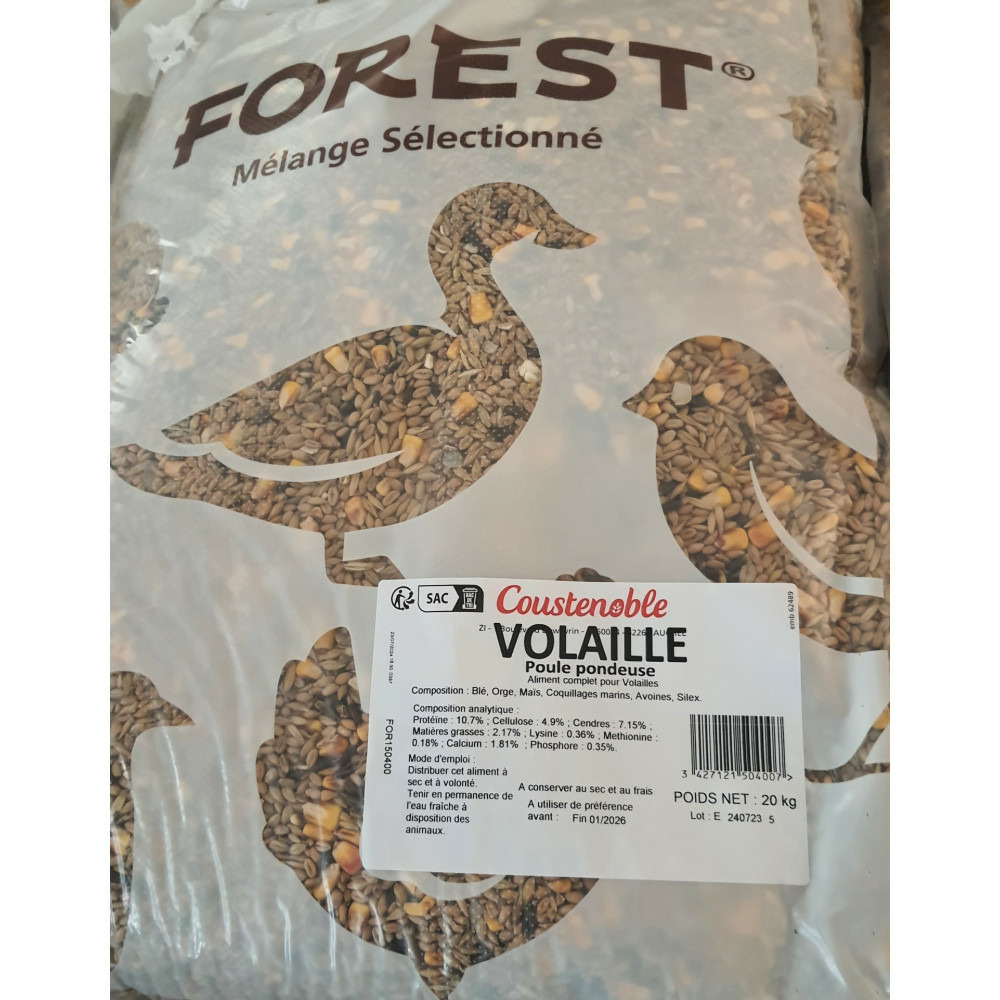 FOREST®
Mélange Sélectionné
SAC
Coustenoble
VOLAILLE
Poule pondeuse
Aliment complet pour Volailles
Composition : Blé, Orge, Maïs, Coquillages marins, Avoines, Silex.
Composition analytique :
Protéine : 10.7% ; Cellulose : 4.9% ; Cendres : 7.15% ;
Matières grasses : 2.17% ; Lysine : 0.36% ; Methionine :
0.18% ; Calcium : 1.81% ; Phosphore : 0.35%.
Mode d'emploi :
Distribuer cet aliment à
sec et à volonté.
Tenir en permanence de
l'eau fraîche à
disposition des
animaux.
A conserver au sec et au frais
A utiliser de préférence
avant : Fin 01/2026
3 427121 504007 >
POIDS NET : 20 kg
Lot : E 240723 5
emb 62489
FOR150400